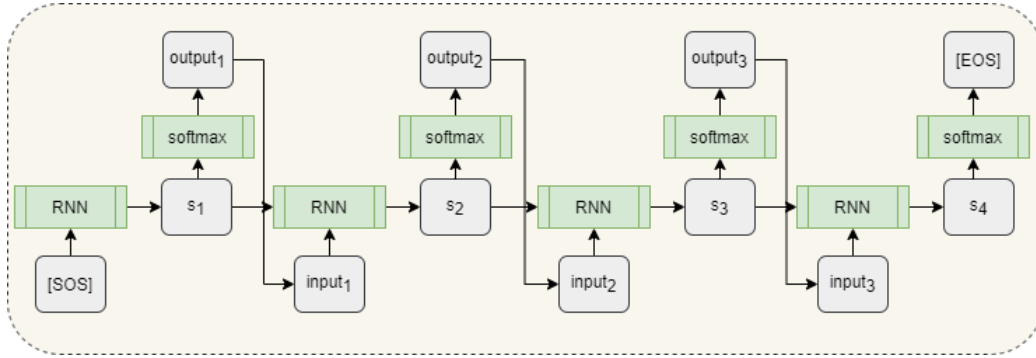 output₁ output₂ output₃ [EOS]
softmax softmax softmax softmax
RNN s₁ RNN s₂ RNN s₃ RNN s₄
[SOS] input₁ input₂ input₃